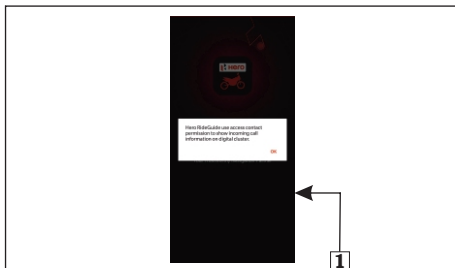 Hero
Hero RideGuide use access contact
permission to show incoming call
information on digital cluster.
OK
1